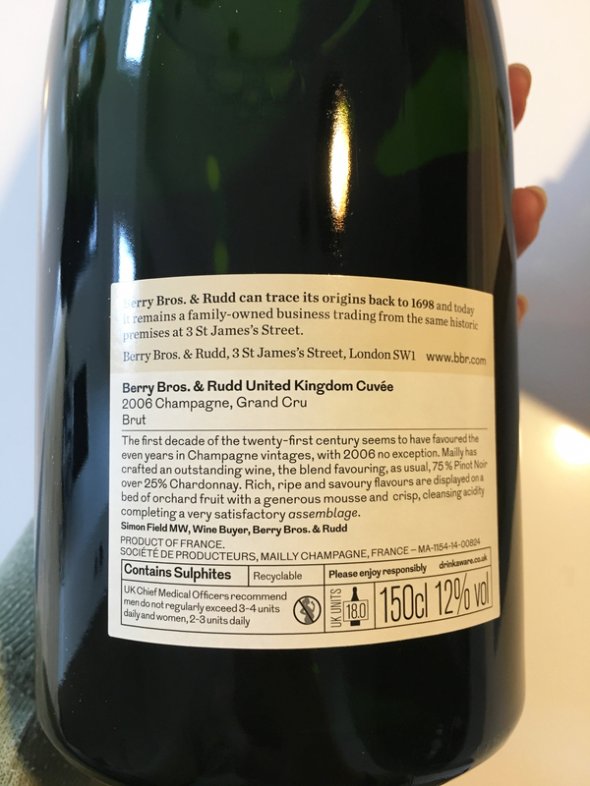 Berry Bros. & Rudd can trace its origins back to 1698 and today
it remains a family-owned business trading from the same historic
premises at 3 St James's Street.
Berry Bros. & Rudd, 3 St James's Street, London SW1 www.bbr.com
Berry Bros. & Rudd United Kingdom Cuvée
2006 Champagne, Grand Cru
Brut
The first decade of the twenty-first century seems to have favoured the
even years in Champagne vintages, with 2006 no exception. Mailly has
crafted an outstanding wine, the blend favouring, as usual, 75% Pinot Noir
over 25% Chardonnay. Rich, ripe and savoury flavours are displayed on a
bed of orchard fruit with a generous mousse and crisp, cleansing acidity
completing a very satisfactory assemblage.
Simon Field MW, Wine Buyer, Berry Bros. & Rudd
PRODUCT OF FRANCE.
SOCIÉTÉ DE PRODUCTEURS, MAILLY CHAMPAGNE, FRANCE – MA-1154-14-00824
Contains Sulphites Recyclable Please enjoy responsibly drinkaware.co.uk
UK Chief Medical Officers recommend
men do not regularly exceed 3-4 units
daily and women, 2-3 units daily
UK UNITS 18.0 150cl 12% vol